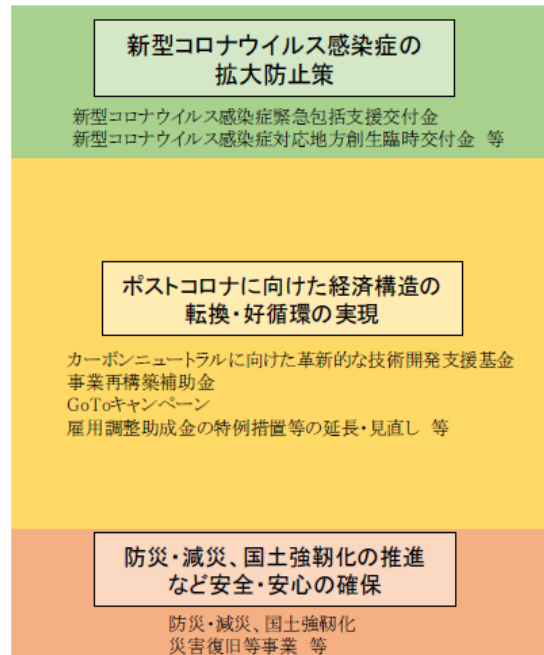 新型コロナウイルス感染症の
拡大防止策
新型コロナウイルス感染症緊急包括支援交付金
新型コロナウイルス感染症対応地方創生臨時交付金 等
ポストコロナに向けた経済構造の
転換・好循環の実現
カーボンニュートラルに向けた革新的な技術開発支援基金
事業再構築補助金
GoToキャンペーン
雇用調整助成金の特例措置等の延長・見直し 等
防災・減災、国土強靭化の推進
など安全・安心の確保
防災・減災、国土強靱化
災害復旧等事業 等